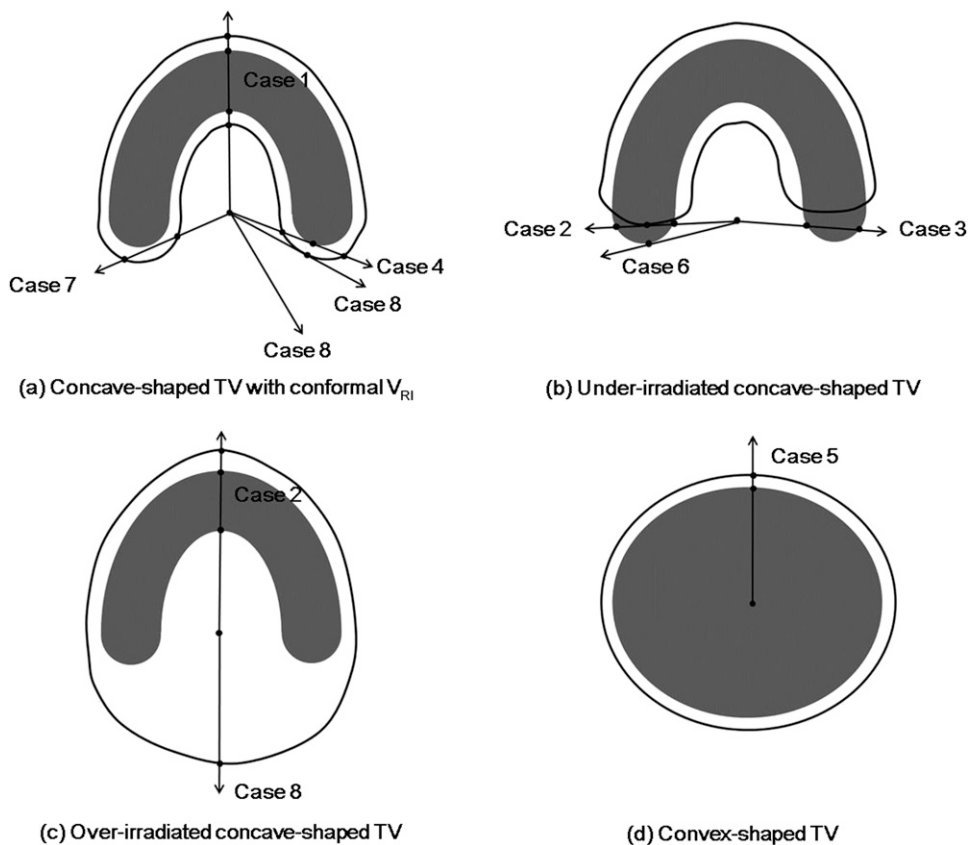 Case 1
Case 7
Case 4
Case 8
Case 8
(a) Concave-shaped TV with conformal V_RI
Case 2
Case 3
Case 6
(b) Under-irradiated concave-shaped TV
Case 2
Case 8
(c) Over-irradiated concave-shaped TV
Case 5
(d) Convex-shaped TV